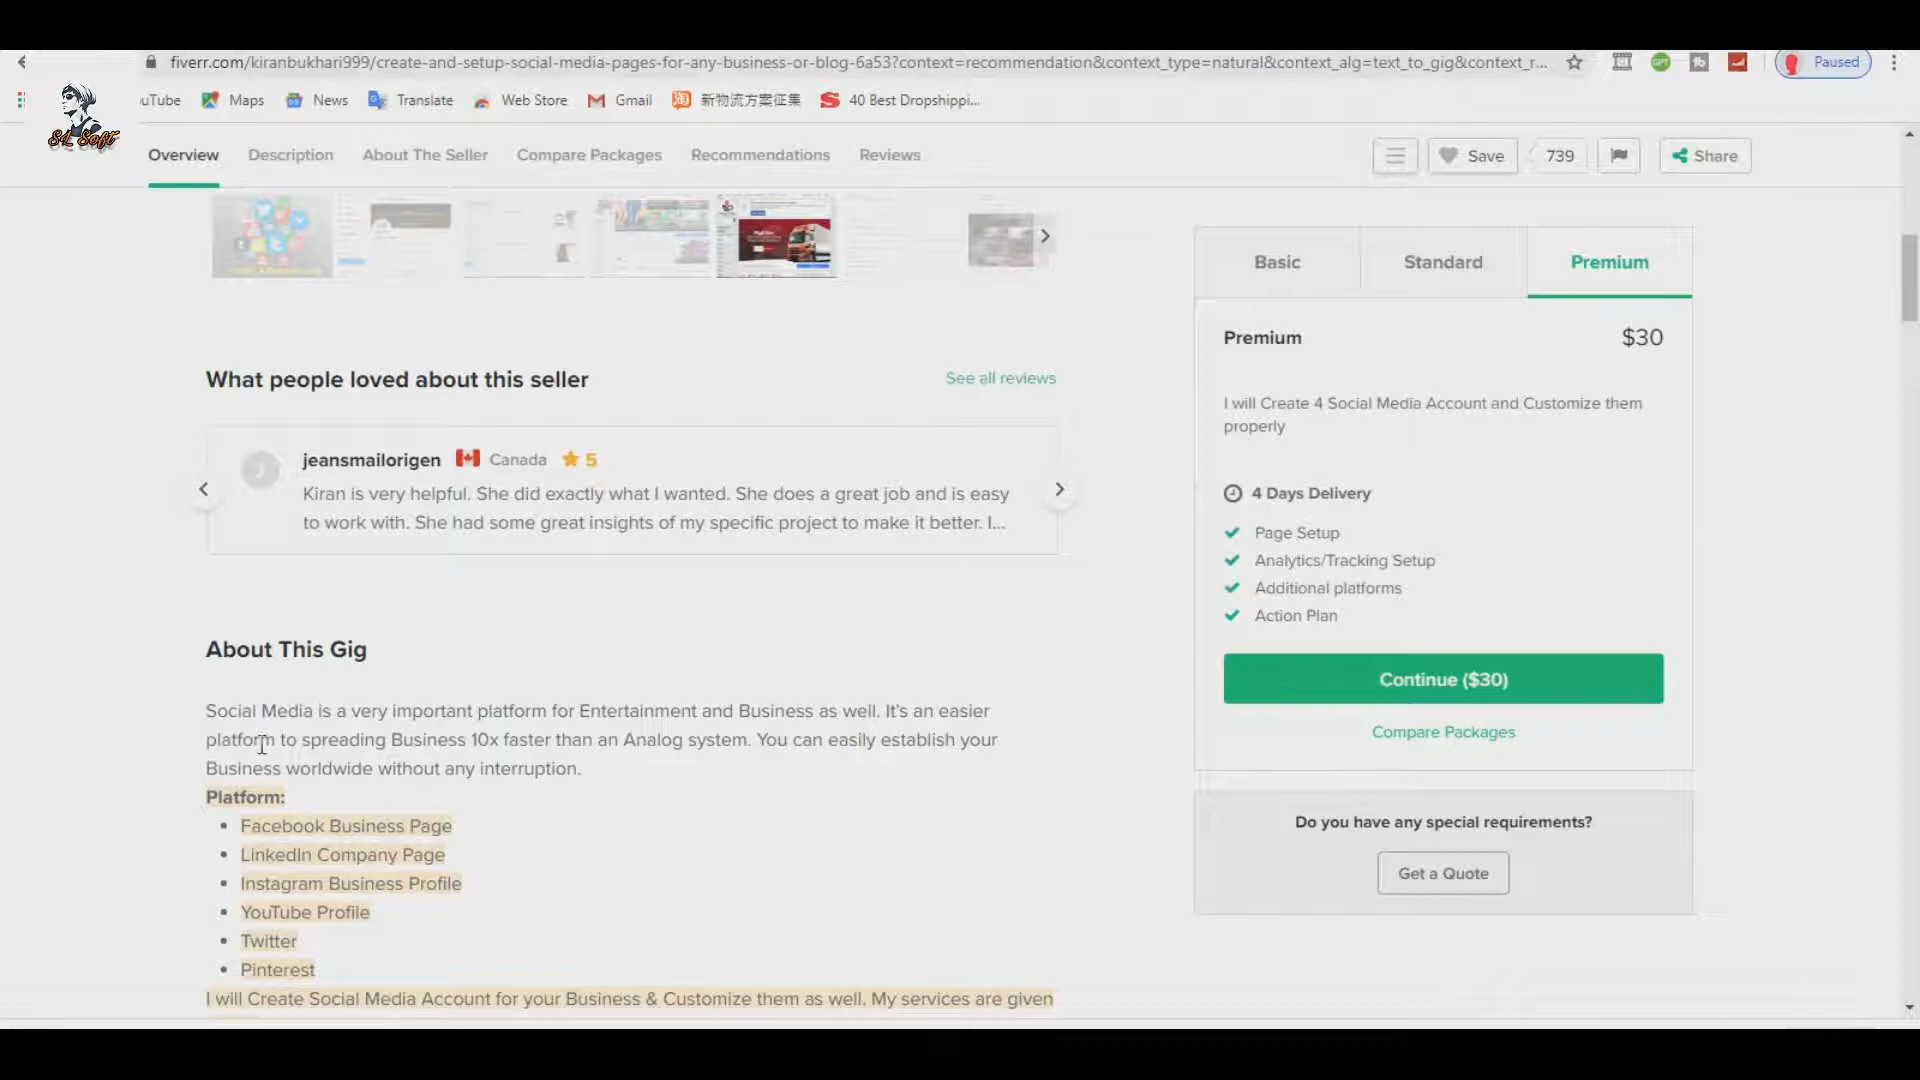 fiverr.com/kiranbukhari999/create-and-setup-social-media-pages-for-any-business-or-blog-6a53?context=recommendation&context_type=natural&context_alg=text_to_gig&context_r...
Paused
uTube
Maps
News
Translate
Web Store
Gmail
新物流方案征集
40 Best Dropshippi...
SL Soft
Overview
Description
About The Seller
Compare Packages
Recommendations
Reviews
Save
739
Share
Basic
Standard
Premium
Premium
$30
I will Create 4 Social Media Account and Customize them
properly
4 Days Delivery
Page Setup
Analytics/Tracking Setup
Additional platforms
Action Plan
Continue ($30)
Compare Packages
Do you have any special requirements?
Get a Quote
What people loved about this seller
See all reviews
J
jeansmailorigen
Canada
5
Kiran is very helpful. She did exactly what I wanted. She does a great job and is easy
to work with. She had some great insights of my specific project to make it better. I...
About This Gig
Social Media is a very important platform for Entertainment and Business as well. It's an easier
platform to spreading Business 10x faster than an Analog system. You can easily establish your
Business worldwide without any interruption.
Platform:
Facebook Business Page
LinkedIn Company Page
Instagram Business Profile
YouTube Profile
Twitter
Pinterest
I will Create Social Media Account for your Business & Customize them as well. My services are given